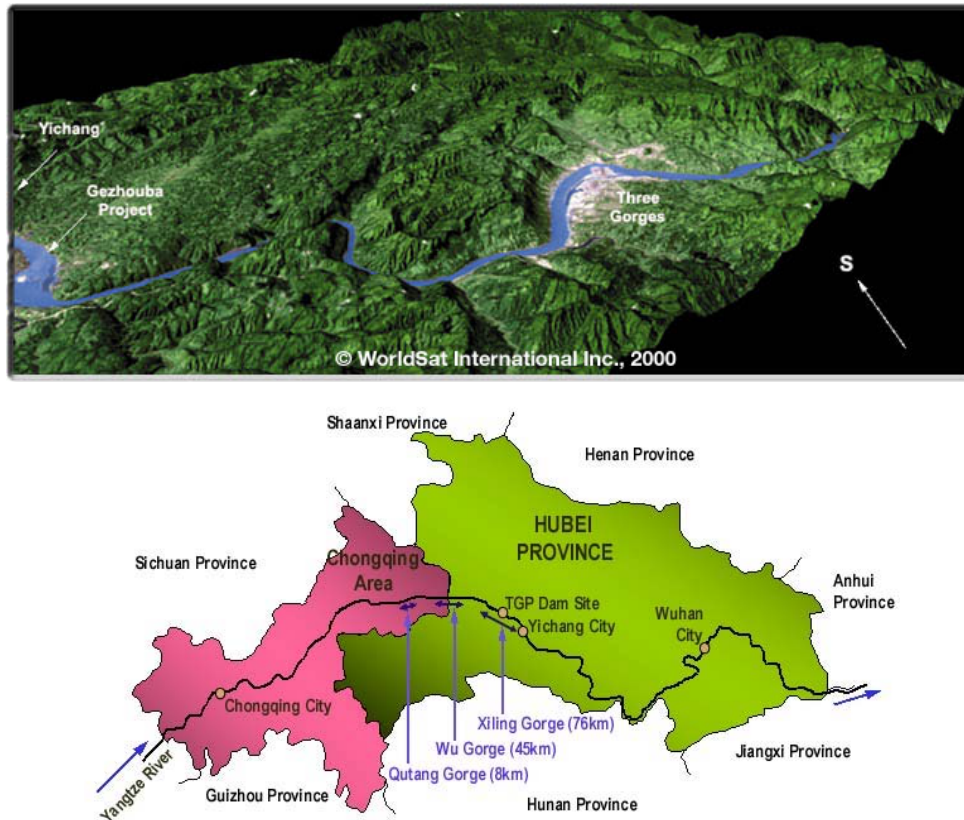 Yichang
Gezhouba
Project
Three
Gorges
S
© WorldSat International Inc., 2000
Shaanxi Province
Henan Province
HUBEI
PROVINCE
Chongqing
Area
Sichuan Province
Anhui
Province
TGP Dam Site
Wuhan
City
Yichang City
Chongqing City
Xiling Gorge (76km)
Wu Gorge (45km)
Jiangxi Province
Qutang Gorge (8km)
Yangtze River
Guizhou Province
Hunan Province